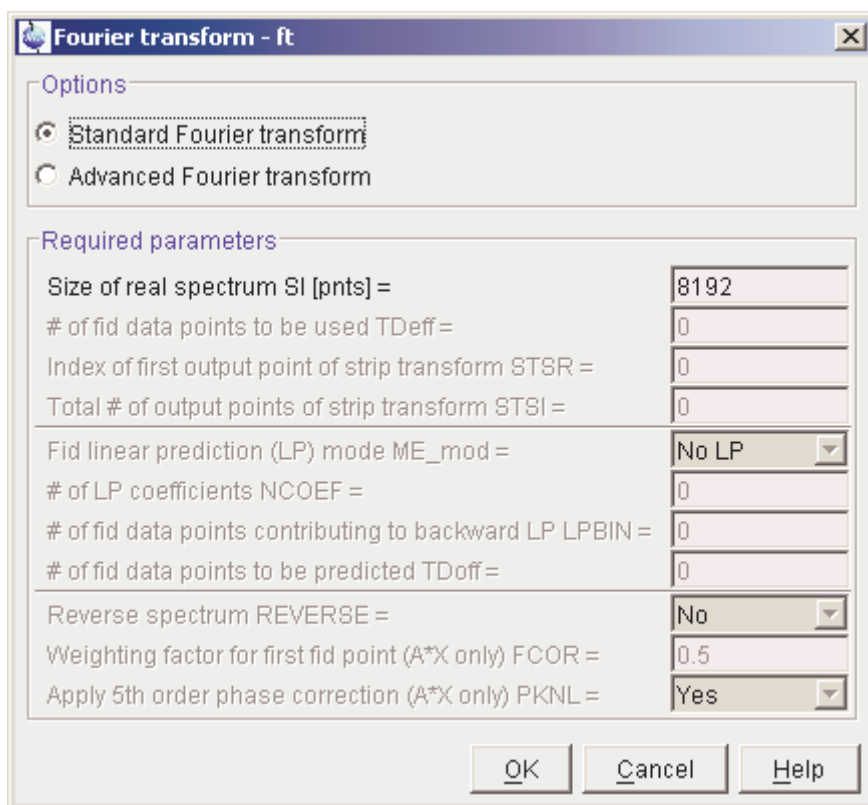 Fourier transform - ft
Options
Standard Fourier transform
Advanced Fourier transform
Required parameters
Size of real spectrum SI [pnts] = 8192
# of fid data points to be used TDeff = 0
Index of first output point of strip transform STSR = 0
Total # of output points of strip transform STSI = 0
Fid linear prediction (LP) mode ME_mod = No LP
# of LP coefficients NCOEF = 0
# of fid data points contributing to backward LP LPBIN = 0
# of fid data points to be predicted TDoff = 0
Reverse spectrum REVERSE = No
Weighting factor for first fid point (A*X only) FCOR = 0.5
Apply 5th order phase correction (A*X only) PKNL = Yes
OK Cancel Help